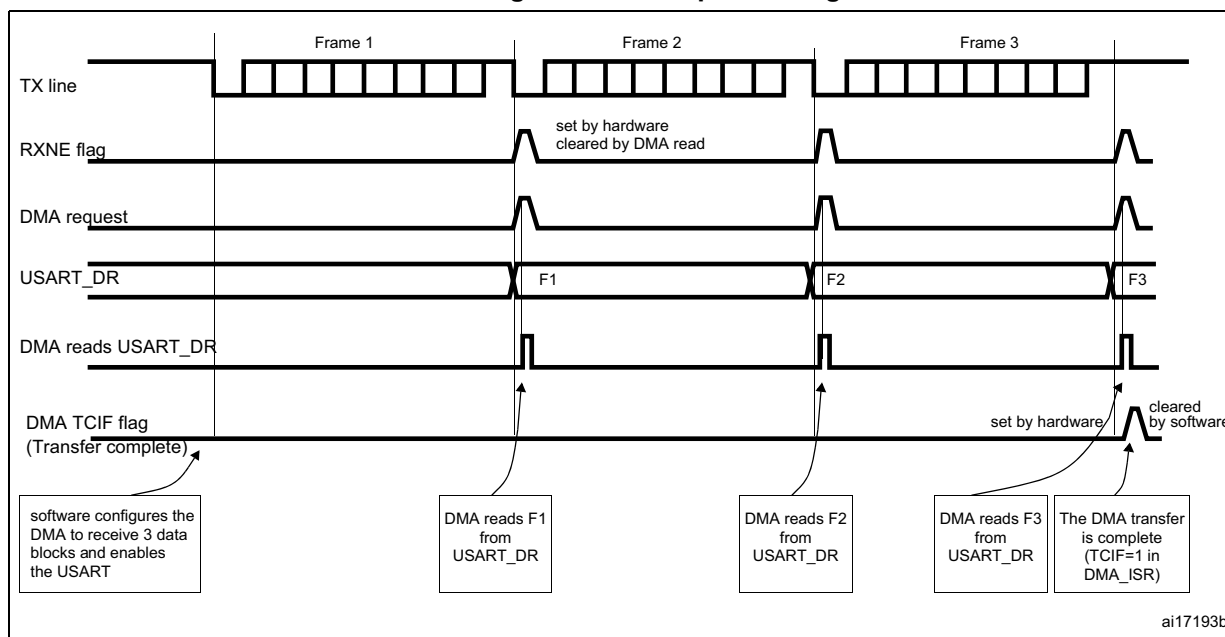 Frame 1
Frame 2
Frame 3
TX line
set by hardware
cleared by DMA read
RXNE flag
DMA request
USART_DR
F1
F2
F3
DMA reads USART_DR
DMA TCIF flag
(Transfer complete)
set by hardware
cleared
by software
software configures the
DMA to receive 3 data
blocks and enables
the USART
DMA reads F1
from
USART_DR
DMA reads F2
from
USART_DR
DMA reads F3
from
USART_DR
The DMA transfer
is complete
(TCIF=1 in
DMA_ISR)
ai17193b